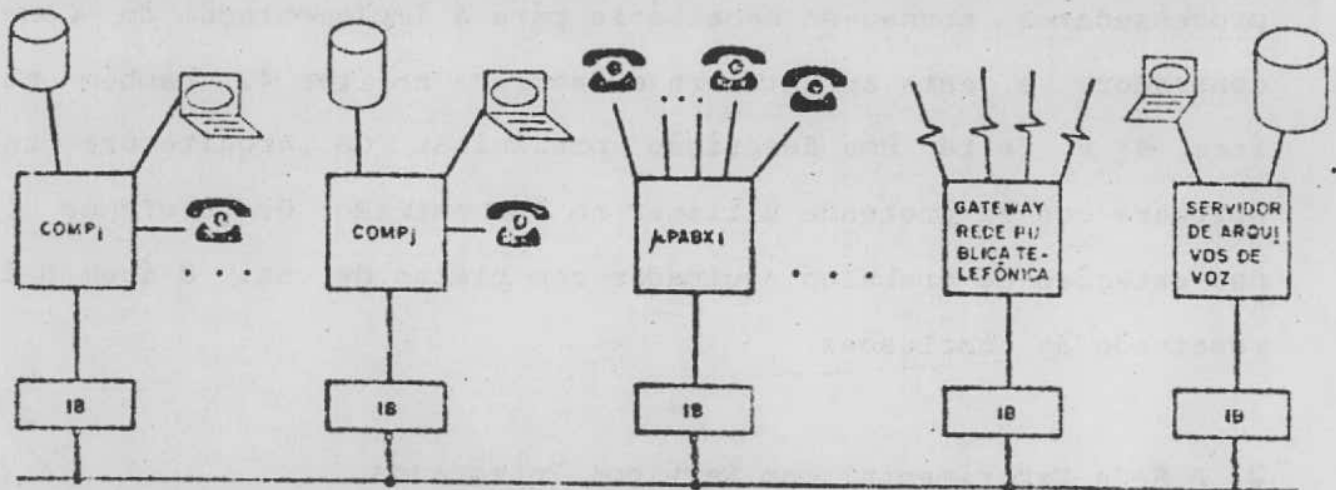 COMPi
COMPj
μPABXi
GATEWAY
REDE PU
BLICA TE-
LEFÔNICA
SERVIDOR
DE ARQUI
VOS DE
VOZ
IB
IB
IB
IB
IB